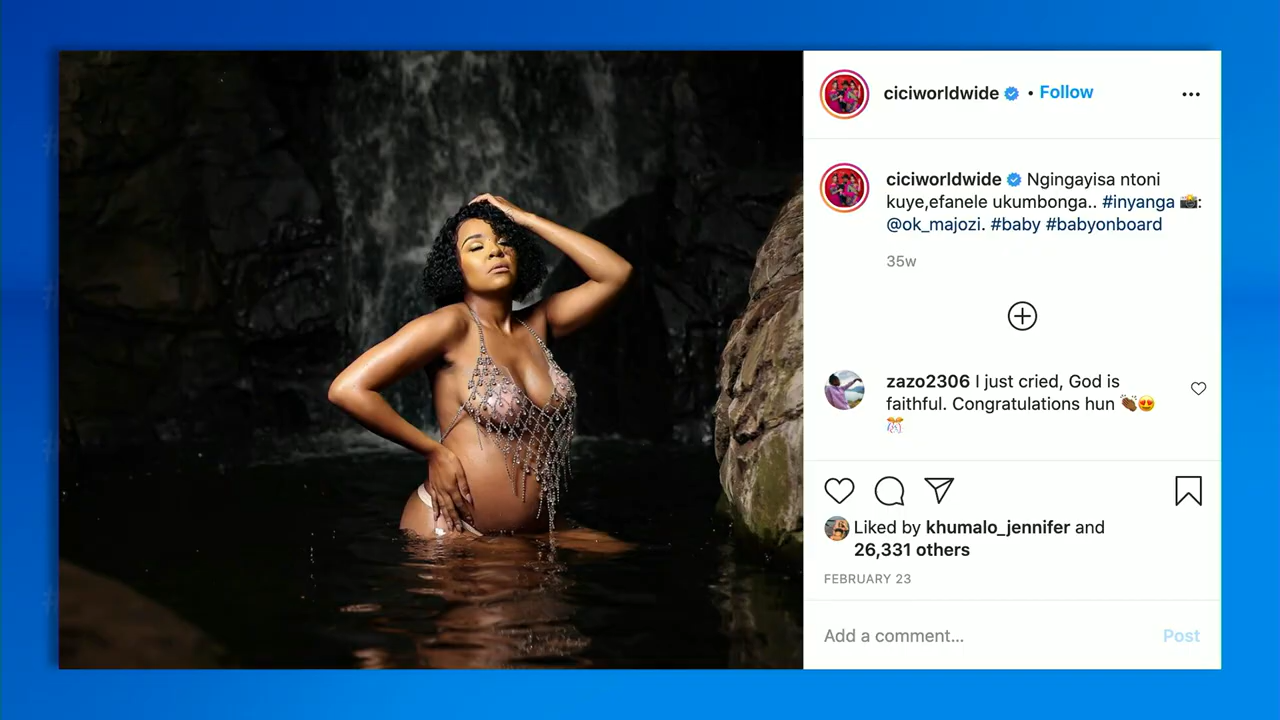 ciciworldwide • Follow
ciciworldwide Ngingayisa ntoni
kuye,efanele ukumbonga.. #inyanga 📸:
@ok_majozi. #baby #babyonboard
35w
zazo2306 I just cried, God is
faithful. Congratulations hun 👏🏾😍
🎊
Liked by khumalo_jennifer and
26,331 others
FEBRUARY 23
Add a comment...
Post